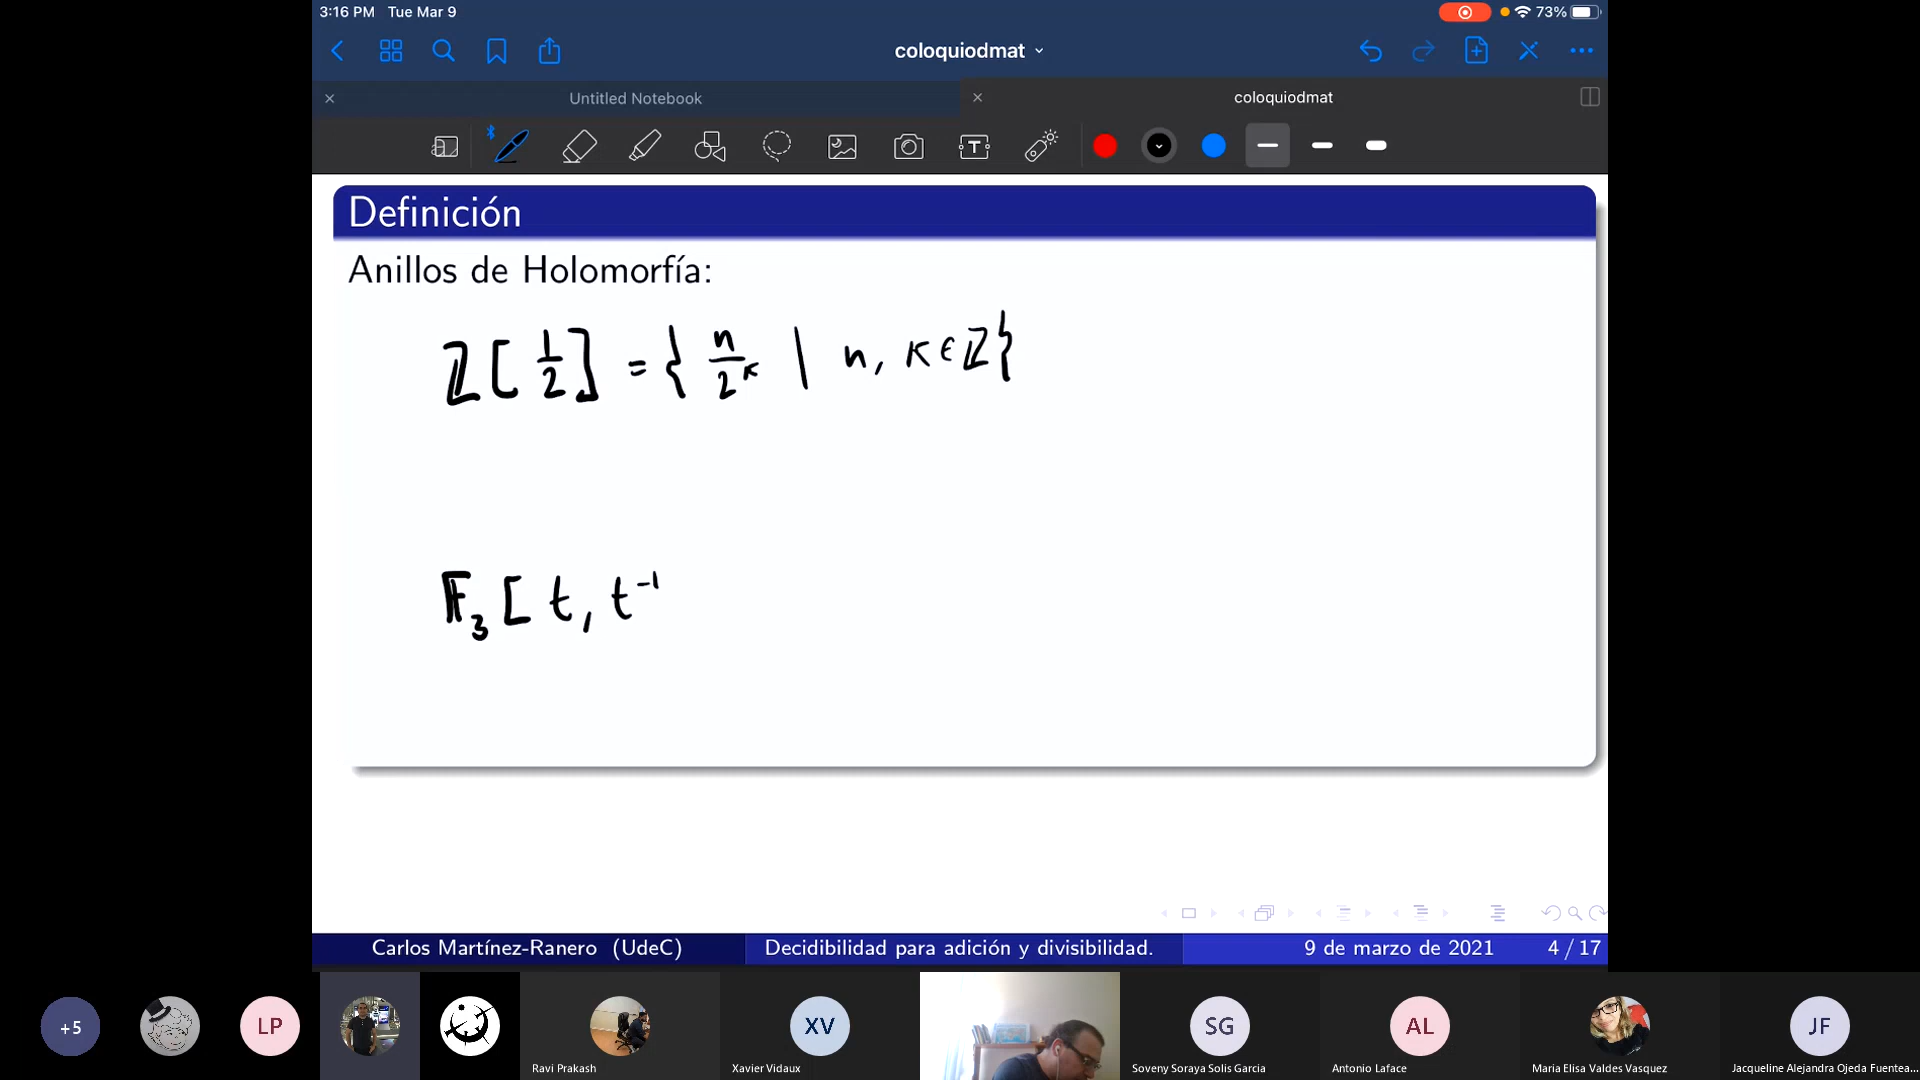 3:16 PM Tue Mar 9
73%
coloquiodmat
Untitled Notebook
coloquiodmat
T
Definición
Anillos de Holomorfía:
ℤ[1/2] = { n/2^κ | n, κ ∈ ℤ }
𝔽₃[t, t⁻¹
Carlos Martínez-Ranero (UdeC)
Decidibilidad para adición y divisibilidad.
9 de marzo de 2021
4 / 17
+5
LP
XV
SG
AL
JF
Ravi Prakash
Xavier Vidaux
Soveny Soraya Solis Garcia
Antonio Laface
Maria Elisa Valdes Vasquez
Jacqueline Alejandra Ojeda Fuentea...